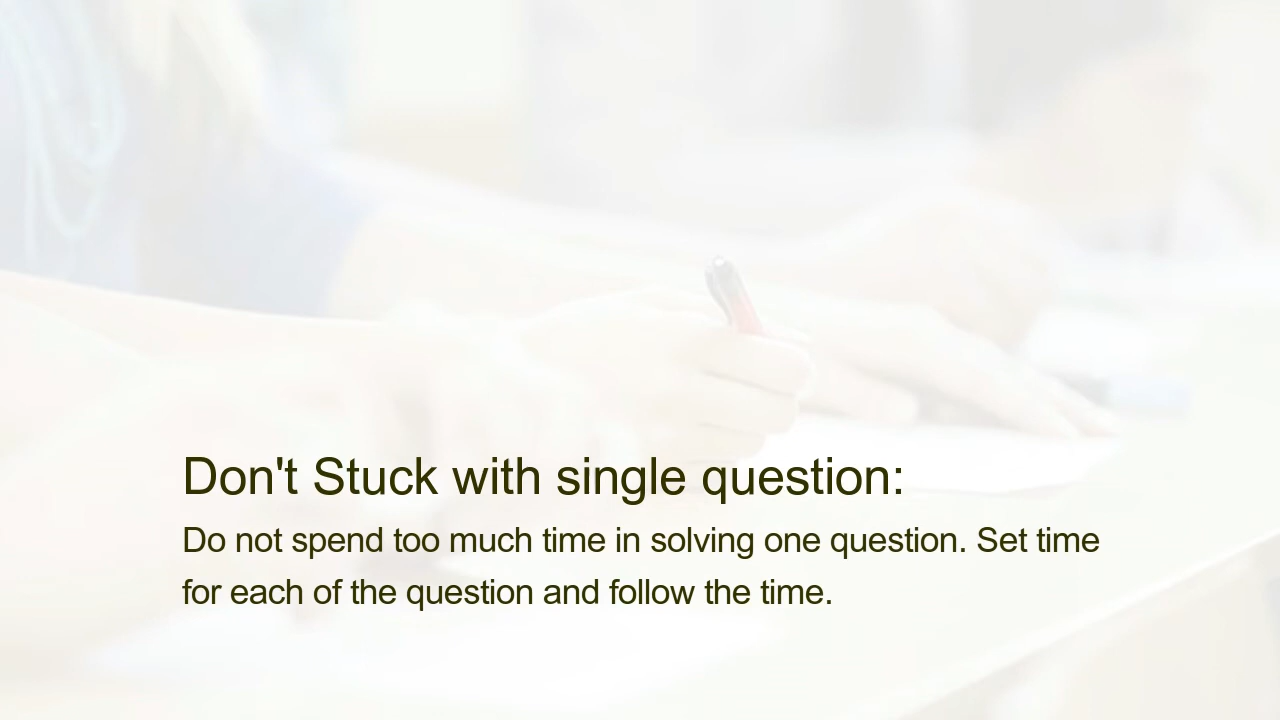 Don't Stuck with single question:
Do not spend too much time in solving one question. Set time
for each of the question and follow the time.